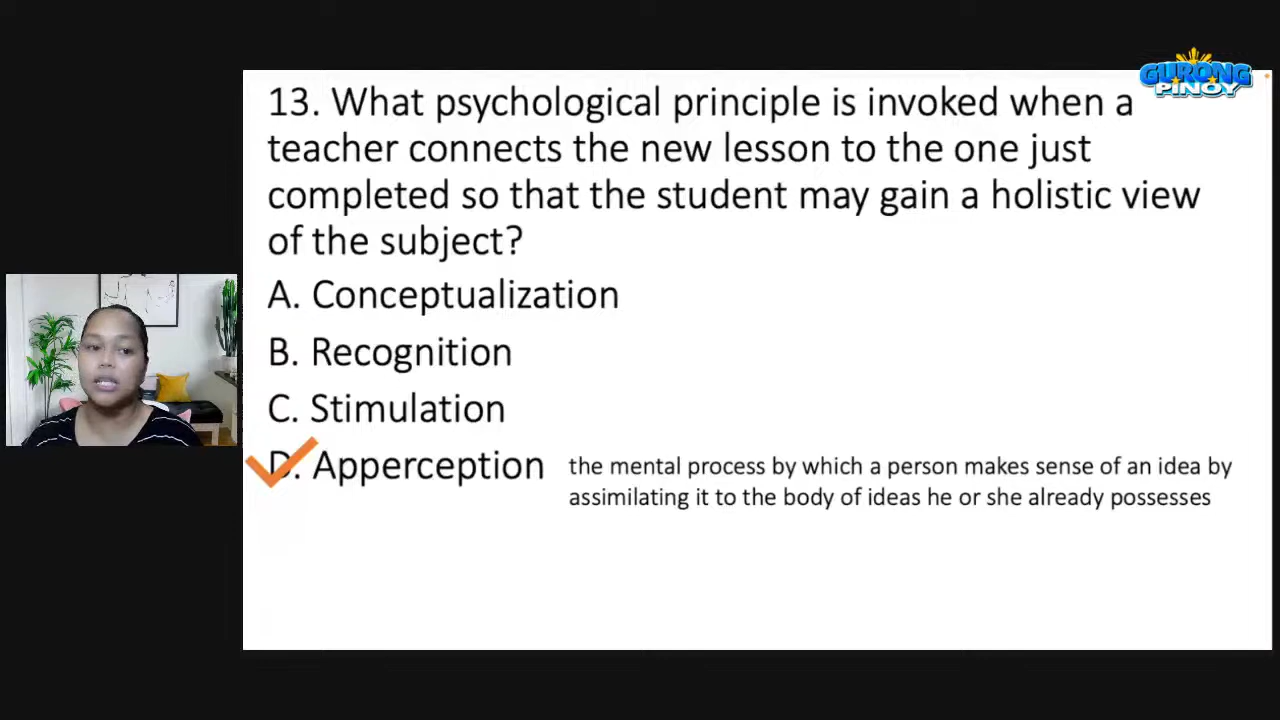 GURONG
PINOY
13. What psychological principle is invoked when a
teacher connects the new lesson to the one just
completed so that the student may gain a holistic view
of the subject?
A. Conceptualization
B. Recognition
C. Stimulation
D. Apperception
the mental process by which a person makes sense of an idea by
assimilating it to the body of ideas he or she already possesses